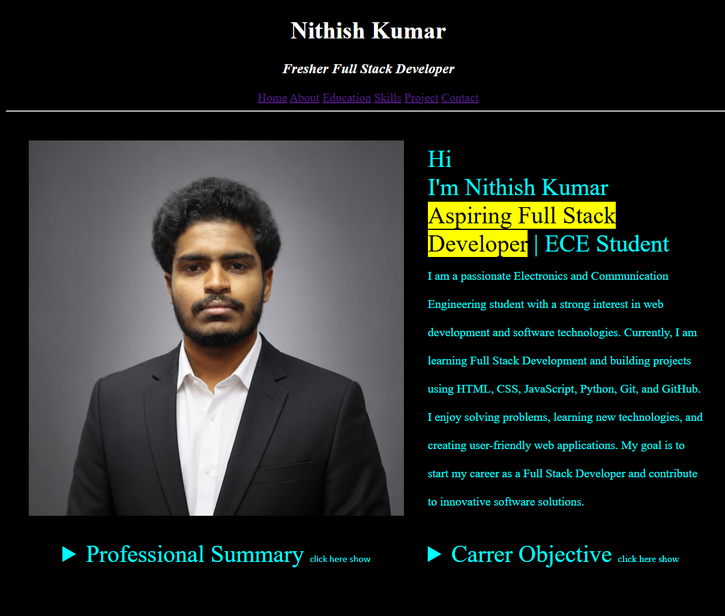 Nithish Kumar
Fresher Full Stack Developer
Home About Education Skills Project Contact
Hi
I'm Nithish Kumar
Aspiring Full Stack
Developer | ECE Student
I am a passionate Electronics and Communication
Engineering student with a strong interest in web
development and software technologies. Currently, I am
learning Full Stack Development and building projects
using HTML, CSS, JavaScript, Python, Git, and GitHub.
I enjoy solving problems, learning new technologies, and
creating user-friendly web applications. My goal is to
start my career as a Full Stack Developer and contribute
to innovative software solutions.
Professional Summary click here show
Carrer Objective click here show